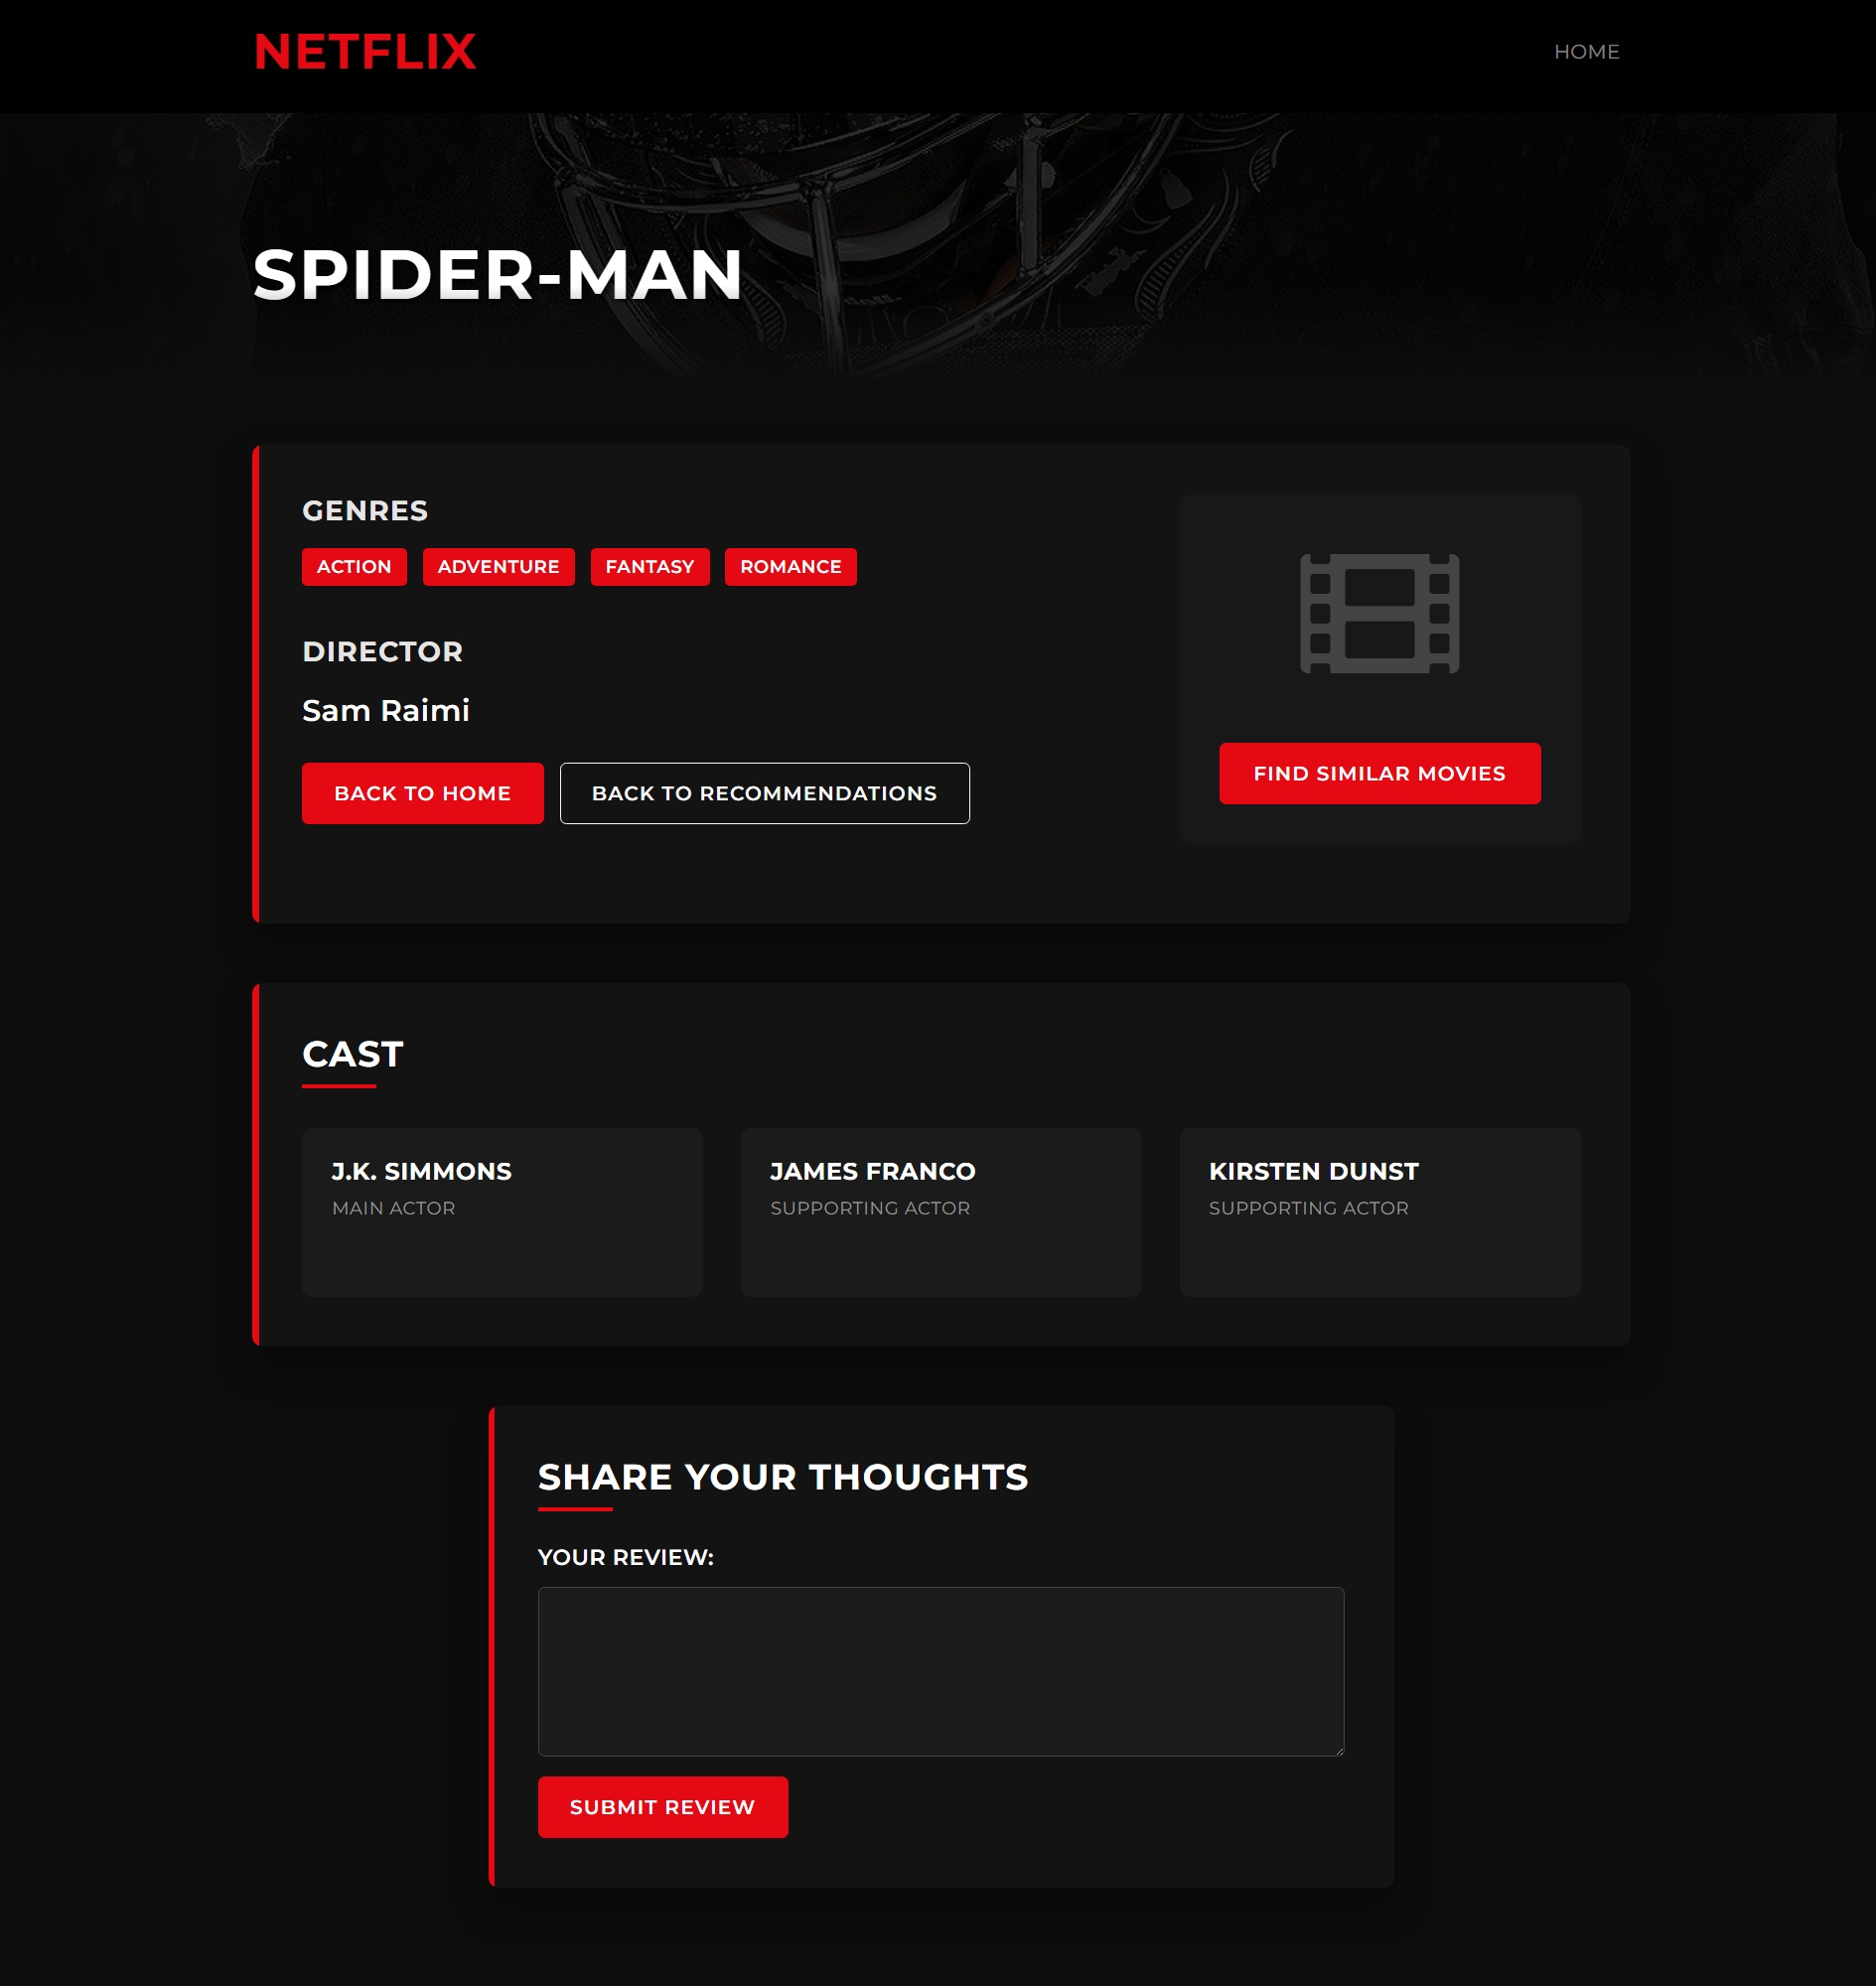 NETFLIX
HOME
SPIDER-MAN
GENRES
ACTION ADVENTURE FANTASY ROMANCE
DIRECTOR
Sam Raimi
BACK TO HOME BACK TO RECOMMENDATIONS
FIND SIMILAR MOVIES
CAST
J.K. SIMMONS
MAIN ACTOR
JAMES FRANCO
SUPPORTING ACTOR
KIRSTEN DUNST
SUPPORTING ACTOR
SHARE YOUR THOUGHTS
YOUR REVIEW:
SUBMIT REVIEW